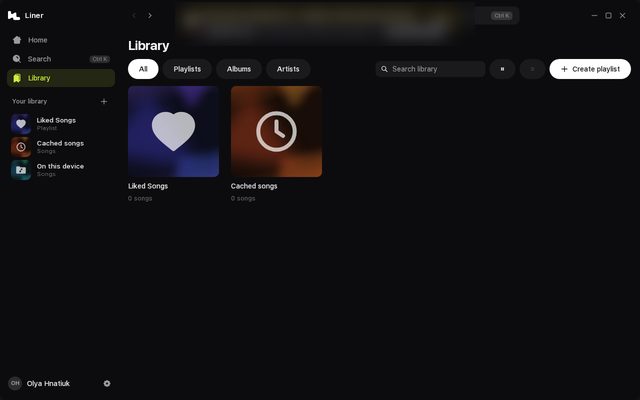 Liner
Ctrl K
Home
Search
Ctrl K
Library
Your library
Liked Songs
Playlist
Cached songs
Songs
On this device
Songs
Library
All
Playlists
Albums
Artists
Search library
Create playlist
Liked Songs
0 songs
Cached songs
0 songs
OH
Olya Hnatiuk